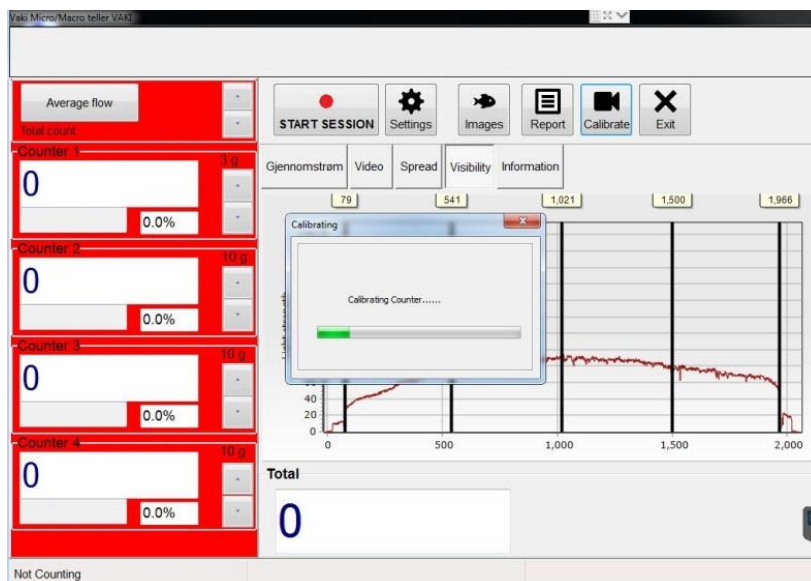 Vaki Micro/Macro teller VAKI
Average flow
Total count
START SESSION
Settings
Images
Report
Calibrate
Exit
Counter 1
3 g
0
0.0%
Counter 2
10 g
0
0.0%
Counter 3
10 g
0
0.0%
Counter 4
10 g
0
0.0%
Gjennomstrøm
Video
Spread
Visibility
Information
79
541
1,021
1,500
1,966
Calibrating
Calibrating Counter......
40
20
0
0
500
1,000
1,500
2,000
Total
0
Not Counting